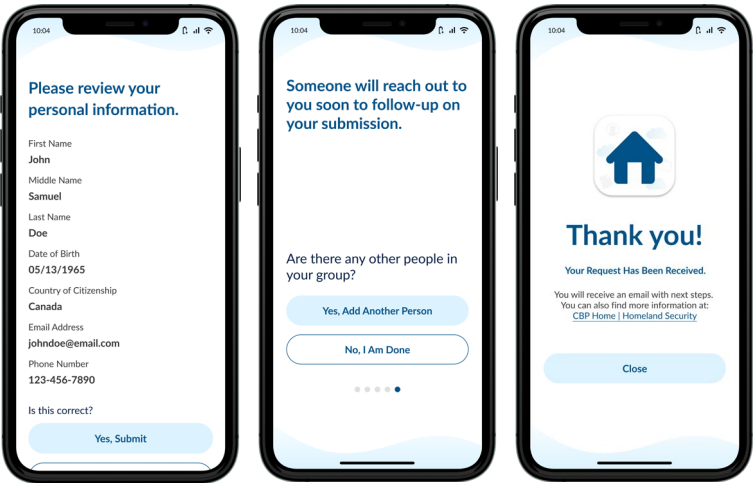 10:04
Please review your
personal information.
First Name
John
Middle Name
Samuel
Last Name
Doe
Date of Birth
05/13/1965
Country of Citizenship
Canada
Email Address
johndoe@email.com
Phone Number
123-456-7890
Is this correct?
Yes, Submit
10:04
Someone will reach out to
you soon to follow-up on
your submission.
Are there any other people in
your group?
Yes, Add Another Person
No, I Am Done
10:04
Thank you!
Your Request Has Been Received.
You will receive an email with next steps.
You can also find more information at:
CBP Home | Homeland Security
Close